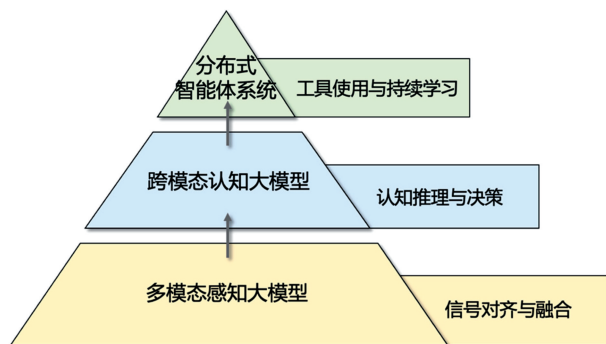 分布式
智能体系统
工具使用与持续学习
跨模态认知大模型
认知推理与决策
多模态感知大模型
信号对齐与融合